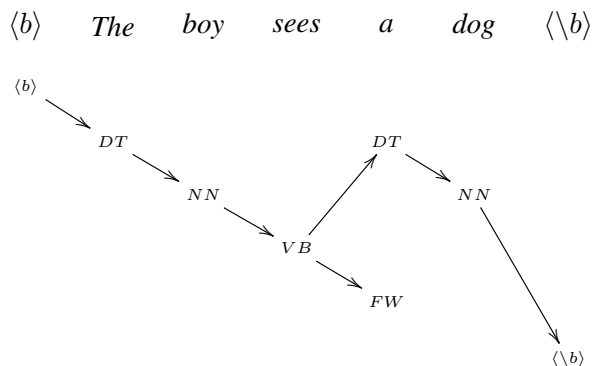 ⟨b⟩ The boy sees a dog ⟨\b⟩
⟨b⟩
DT DT
NN NN
VB
FW
⟨\b⟩